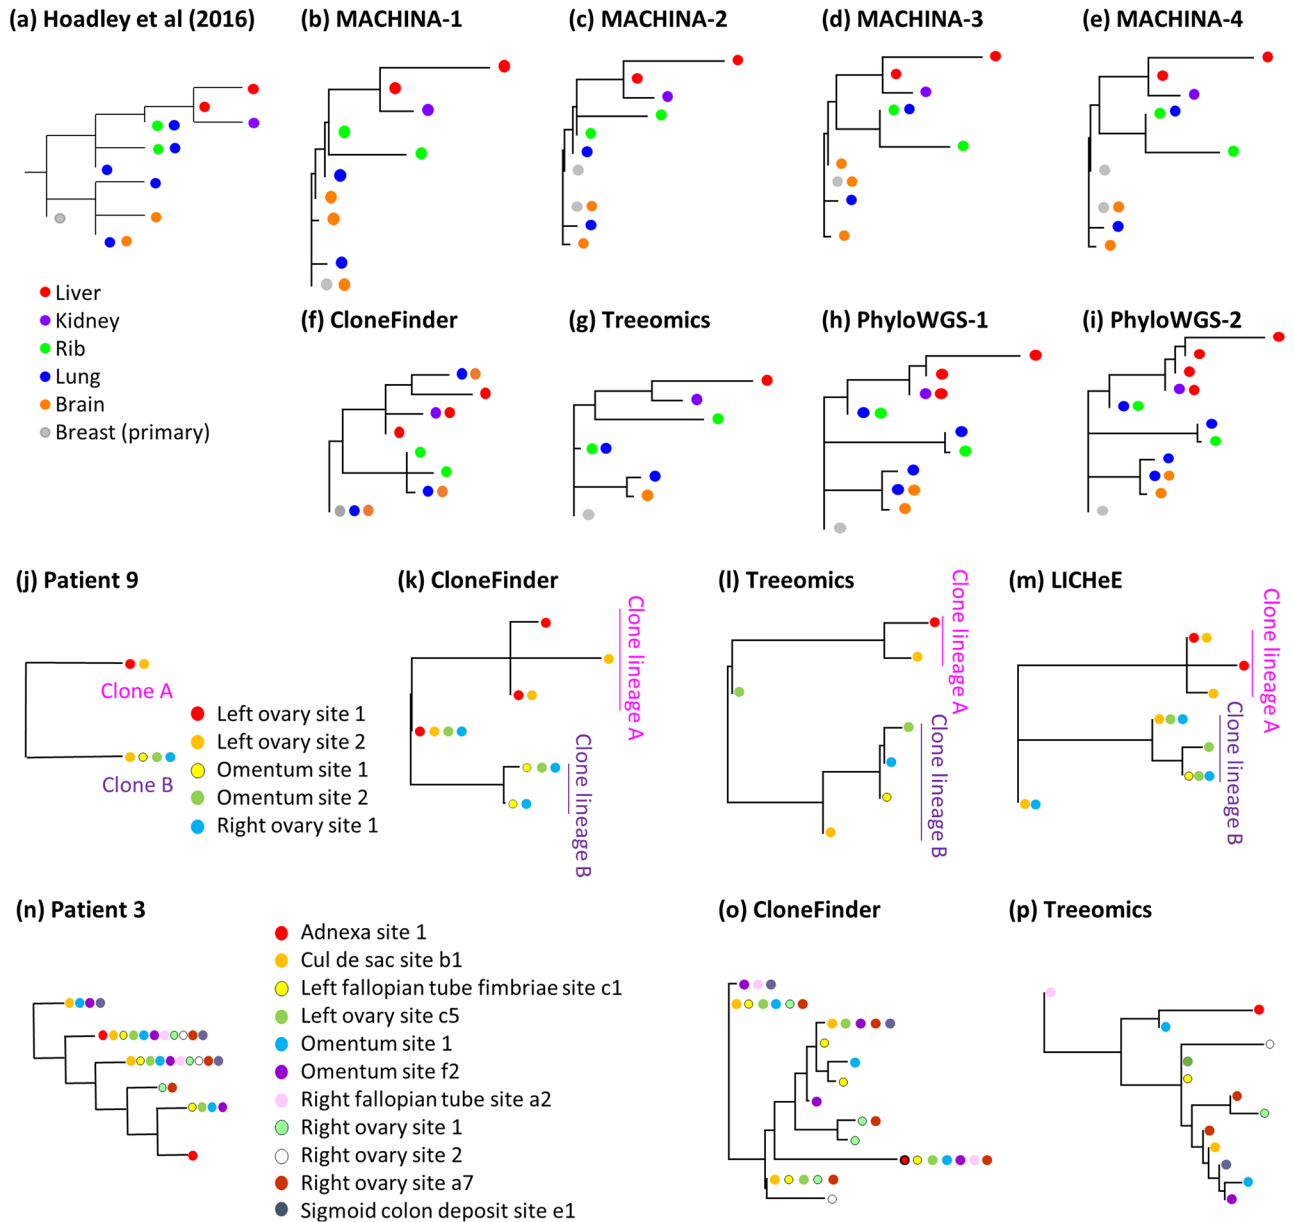 (a) Hoadley et al (2016)
(b) MACHINA-1
(c) MACHINA-2
(d) MACHINA-3
(e) MACHINA-4
Liver
Kidney
Rib
Lung
Brain
Breast (primary)
(f) CloneFinder
(g) Treeomics
(h) PhyloWGS-1
(i) PhyloWGS-2
(j) Patient 9
Clone A
Clone B
Left ovary site 1
Left ovary site 2
Omentum site 1
Omentum site 2
Right ovary site 1
(k) CloneFinder
Clone lineage A
Clone lineage B
(l) Treeomics
Clone lineage A
Clone lineage B
(m) LICHeE
Clone lineage A
Clone lineage B
(n) Patient 3
Adnexa site 1
Cul de sac site b1
Left fallopian tube fimbriae site c1
Left ovary site c5
Omentum site 1
Omentum site f2
Right fallopian tube site a2
Right ovary site 1
Right ovary site 2
Right ovary site a7
Sigmoid colon deposit site e1
(o) CloneFinder
(p) Treeomics